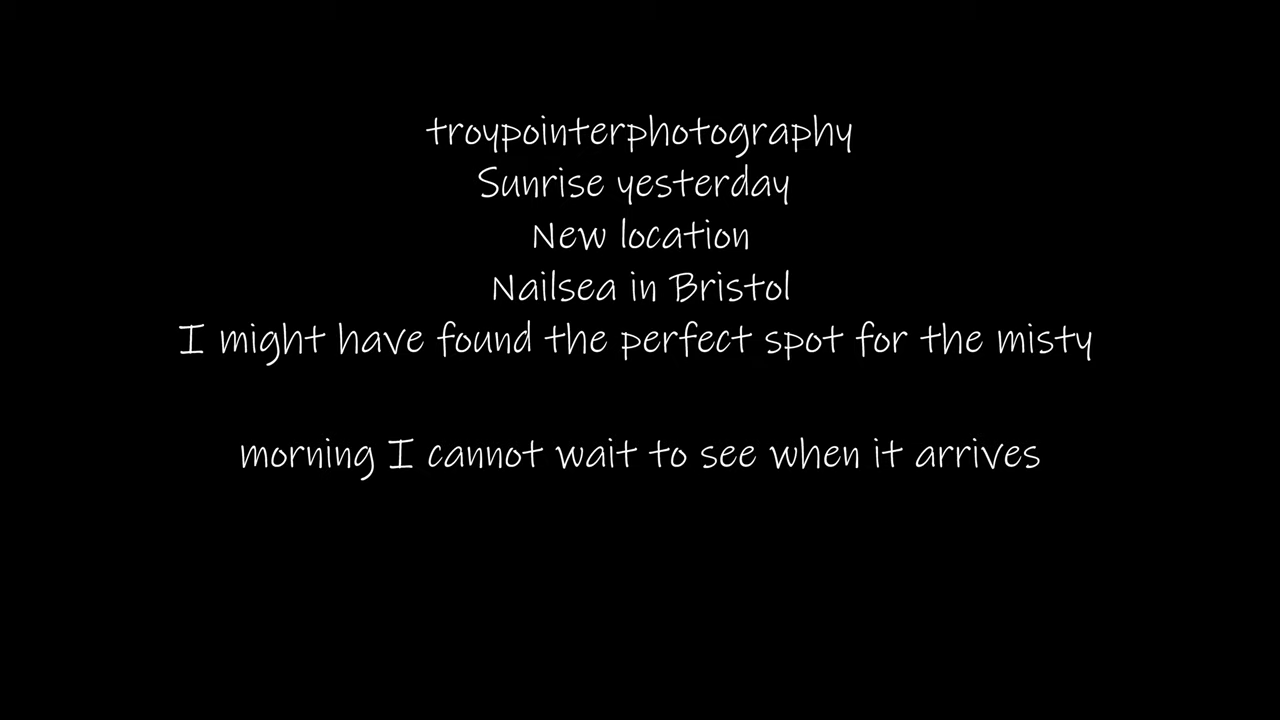 troypointerphotography
Sunrise yesterday
New location
Nailsea in Bristol
I might have found the perfect spot for the misty
morning I cannot wait to see when it arrives